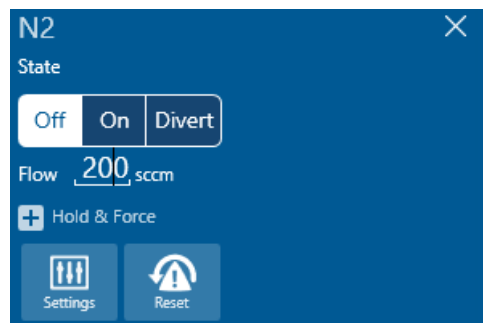 N2
State
Off On Divert
Flow 200 sccm
Hold & Force
Settings Reset